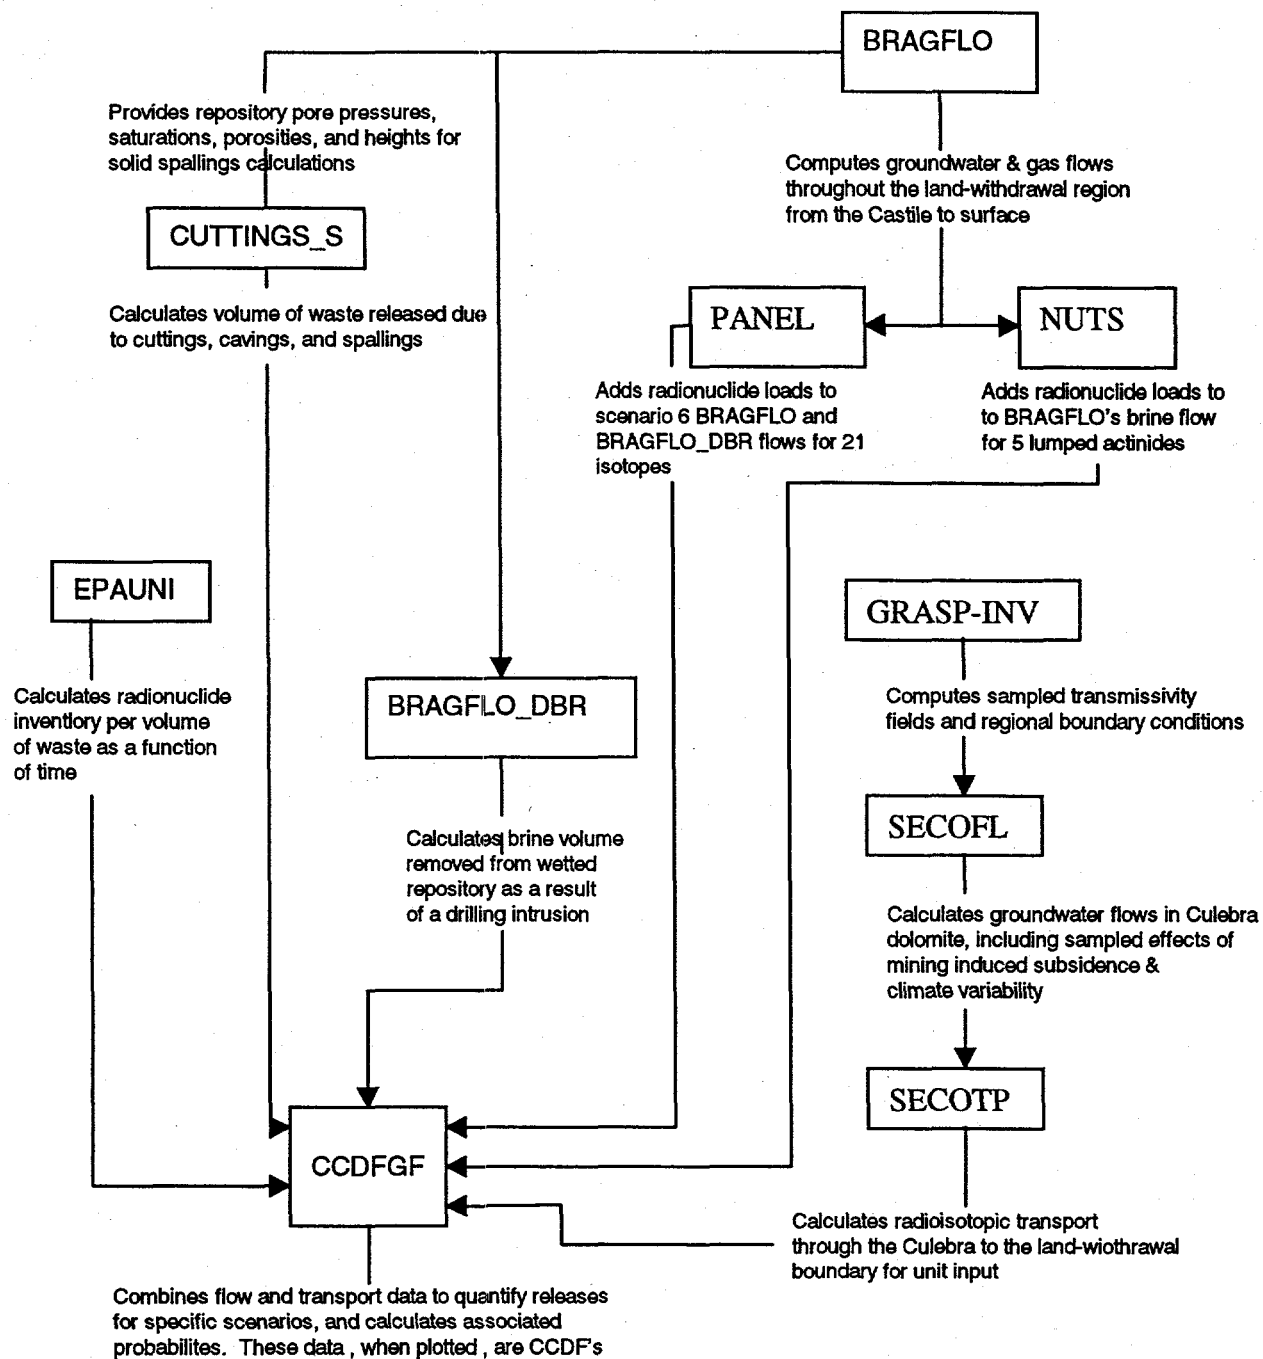 BRAGFLO
Provides repository pore pressures,
saturations, porosities, and heights for
solid spallings calculations
Computes groundwater & gas flows
throughout the land-withdrawal region
from the Castile to surface
CUTTINGS_S
Calculates volume of waste released due
to cuttings, cavings, and spallings
PANEL
NUTS
Adds radionuclide loads to
scenario 6 BRAGFLO and
BRAGFLO_DBR flows for 21
isotopes
Adds radionuclide loads to
to BRAGFLO's brine flow
for 5 lumped actinides
EPAUNI
GRASP-INV
Calculates radionuclide
inventlory per volume
of waste as a function
of time
BRAGFLO_DBR
Computes sampled transmissivity
fields and regional boundary conditions
SECOFL
Calculates brine volume
removed from wetted
repository as a result
of a drilling intrusion
Calculates groundwater flows in Culebra
dolomite, including sampled effects of
mining induced subsidence &
climate variability
SECOTP
CCDFGF
Calculates radioisotopic transport
through the Culebra to the land-wiothrawal
boundary for unit input
Combines flow and transport data to quantify releases
for specific scenarios, and calculates associated
probabilites. These data , when plotted , are CCDF's